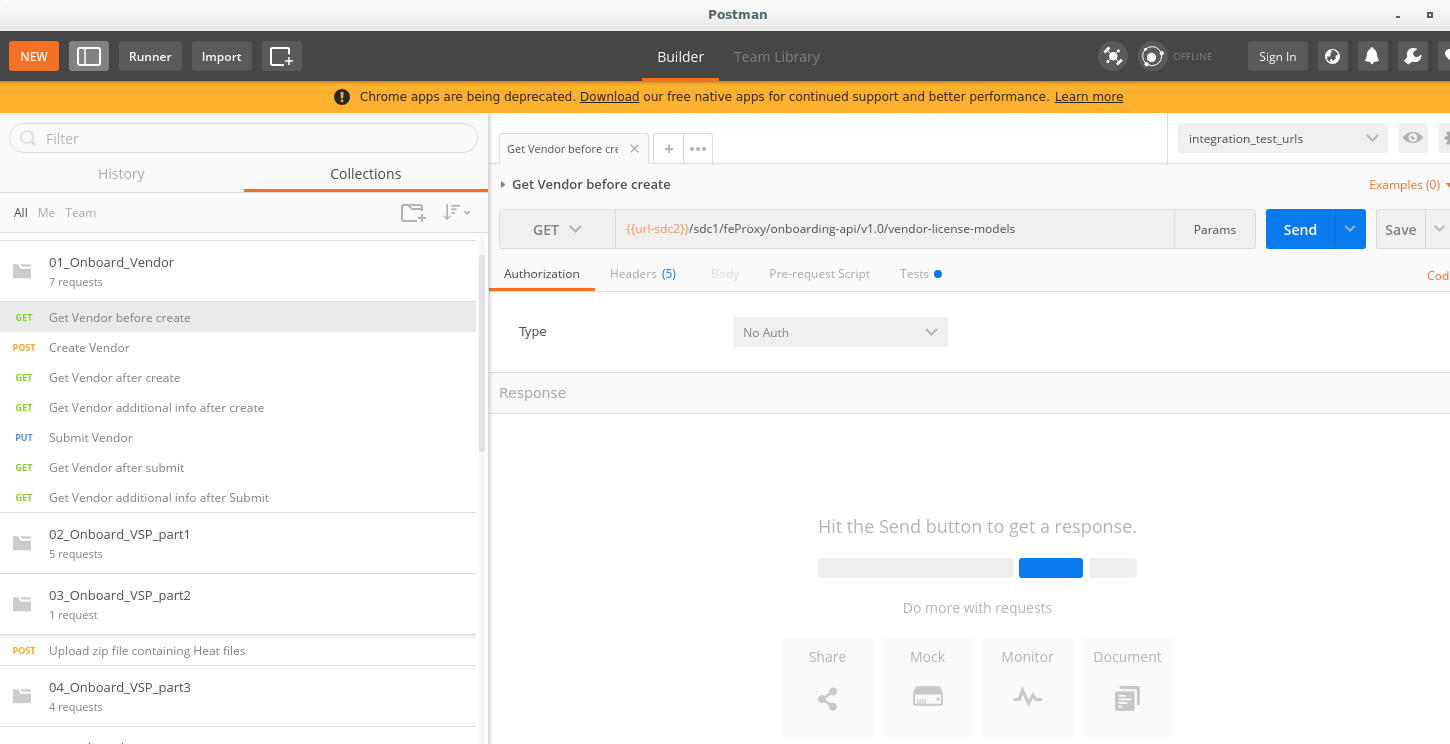 Postman
NEW
Runner
Import
Builder
Team Library
OFFLINE
Sign In
Chrome apps are being deprecated. Download our free native apps for continued support and better performance. Learn more
Filter
History
Collections
All Me Team
01_Onboard_Vendor
7 requests
GET Get Vendor before create
POST Create Vendor
GET Get Vendor after create
GET Get Vendor additional info after create
PUT Submit Vendor
GET Get Vendor after submit
GET Get Vendor additional info after Submit
02_Onboard_VSP_part1
5 requests
03_Onboard_VSP_part2
1 request
POST Upload zip file containing Heat files
04_Onboard_VSP_part3
4 requests
Get Vendor before cre
integration_test_urls
Get Vendor before create
Examples (0)
GET
{{url-sdc2}}/sdc1/feProxy/onboarding-api/v1.0/vendor-license-models
Params
Send
Save
Authorization
Headers (5)
Body
Pre-request Script
Tests
Cod
Type
No Auth
Response
Hit the Send button to get a response.
Do more with requests
Share
Mock
Monitor
Document